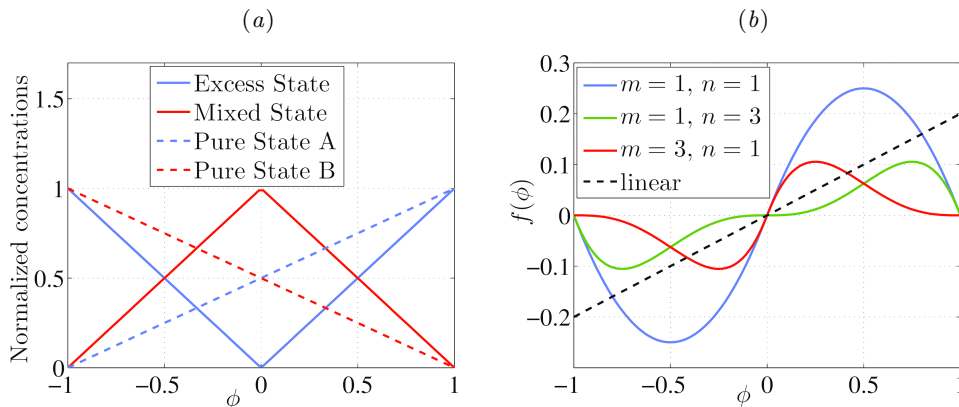 (a)
Normalized concentrations
1.5
1
0.5
0
Excess State
Mixed State
Pure State A
Pure State B
−1
−0.5
0
0.5
1
ϕ
(b)
f(ϕ)
0.3
0.2
0.1
0
−0.1
−0.2
m = 1, n = 1
m = 1, n = 3
m = 3, n = 1
linear
−1
−0.5
0
0.5
1
ϕ